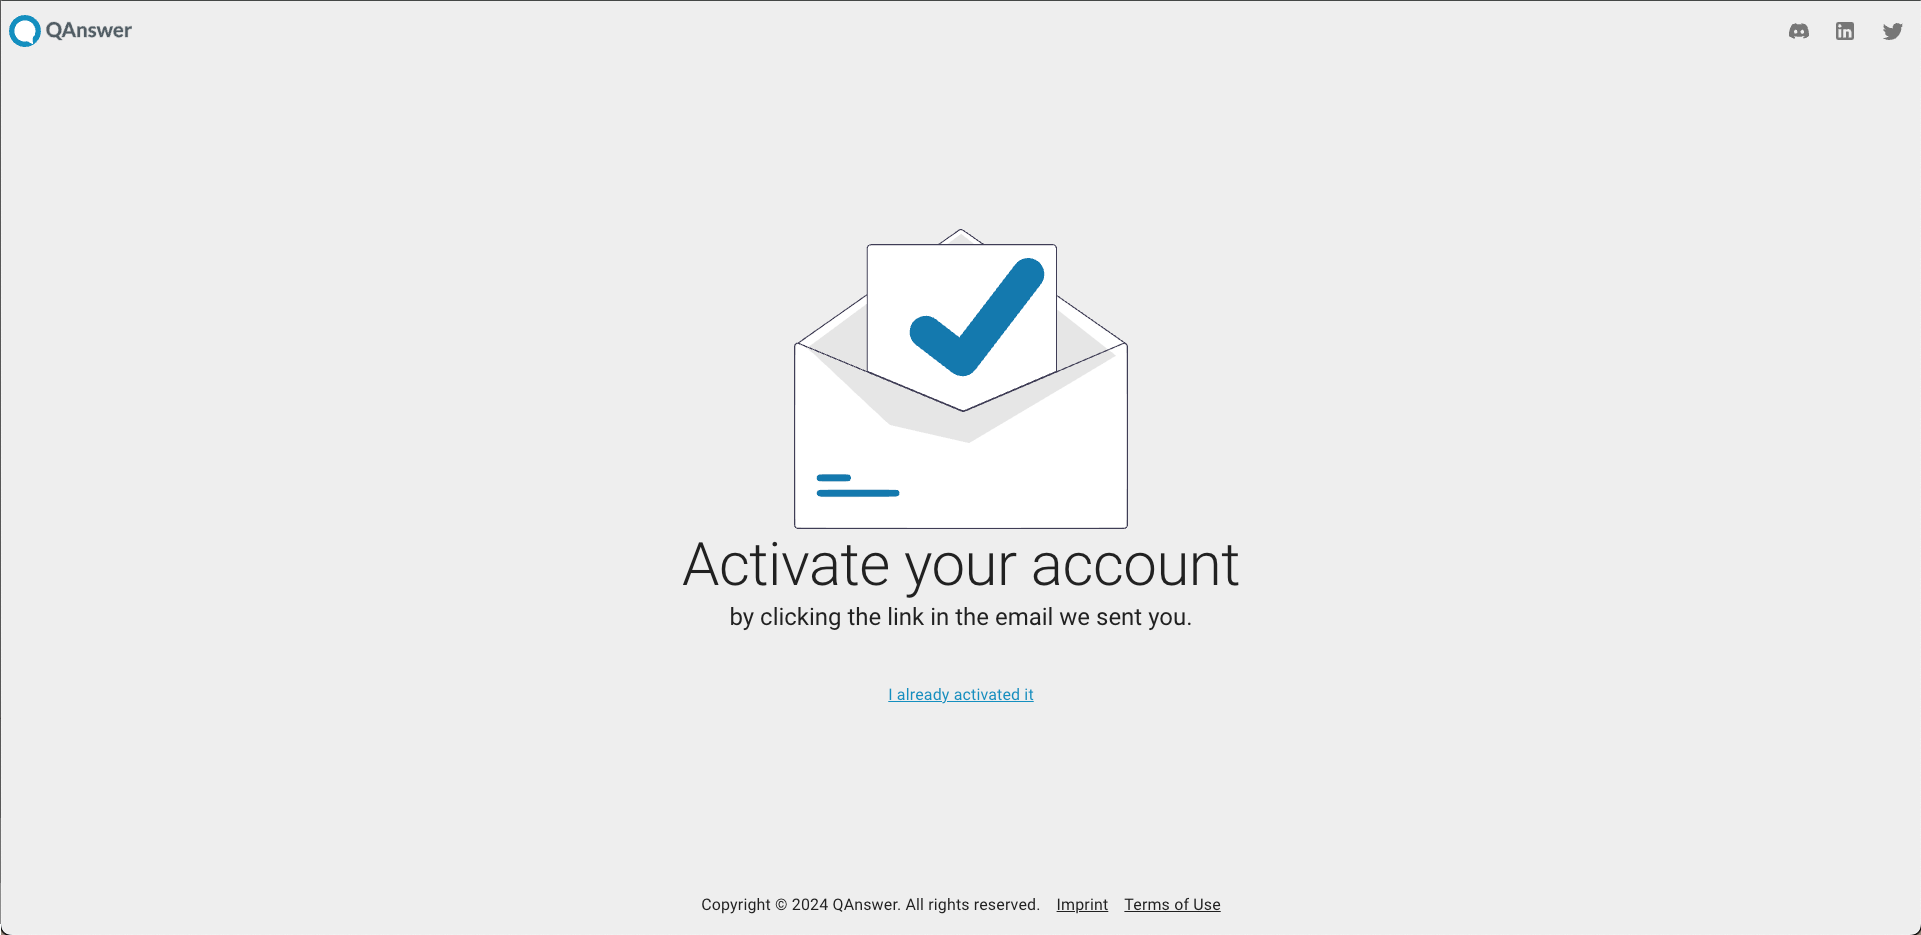 QAnswer
Activate your account
by clicking the link in the email we sent you.
I already activated it
Copyright © 2024 QAnswer. All rights reserved. Imprint Terms of Use